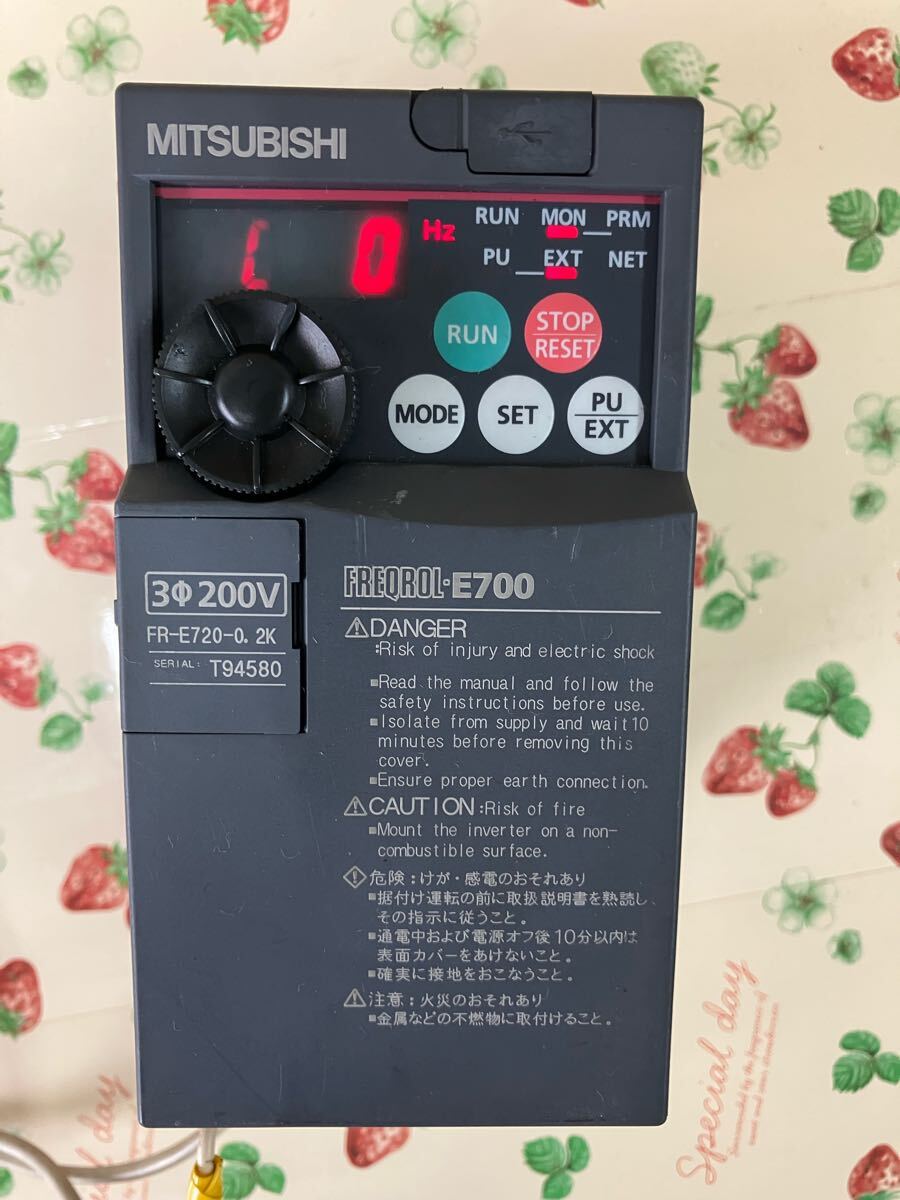 MITSUBISHI
0
Hz
RUN MON PRM
PU EXT NET
RUN
STOP
RESET
MODE
SET
PU
EXT
3Φ 200V
FR-E720-0.2K
SERIAL: T94580
FREQROL-E700
DANGER
:Risk of injury and electric shock
■Read the manual and follow the
safety instructions before use.
■Isolate from supply and wait10
minutes before removing this
cover.
■Ensure proper earth connection.
CAUTION:Risk of fire
■Mount the inverter on a non-
combustible surface.
危険:けが・感電のおそれあり
■据付け運転の前に取扱説明書を熟読し、
その指示に従うこと。
■通電中および電源オフ後10分以内は
表面カバーをあけないこと。
■確実に接地をおこなうこと。
注意:火災のおそれあり
■金属などの不燃物に取付けること。
Special day
Special day